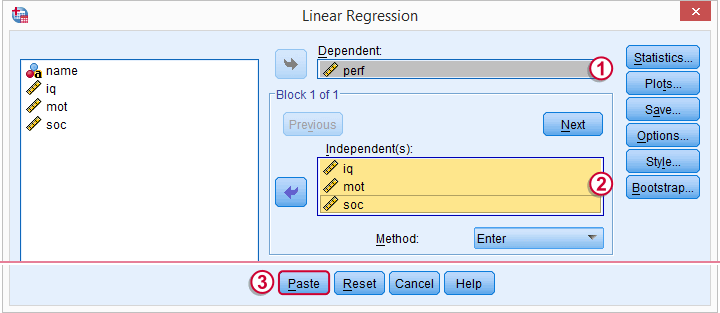 Linear Regression
Dependent:
perf
1
name
iq
mot
soc
Block 1 of 1
Previous
Next
Independent(s):
iq
mot
soc
2
Method:
Enter
Statistics...
Plots...
Save...
Options...
Style...
Bootstrap...
3
Paste
Reset
Cancel
Help